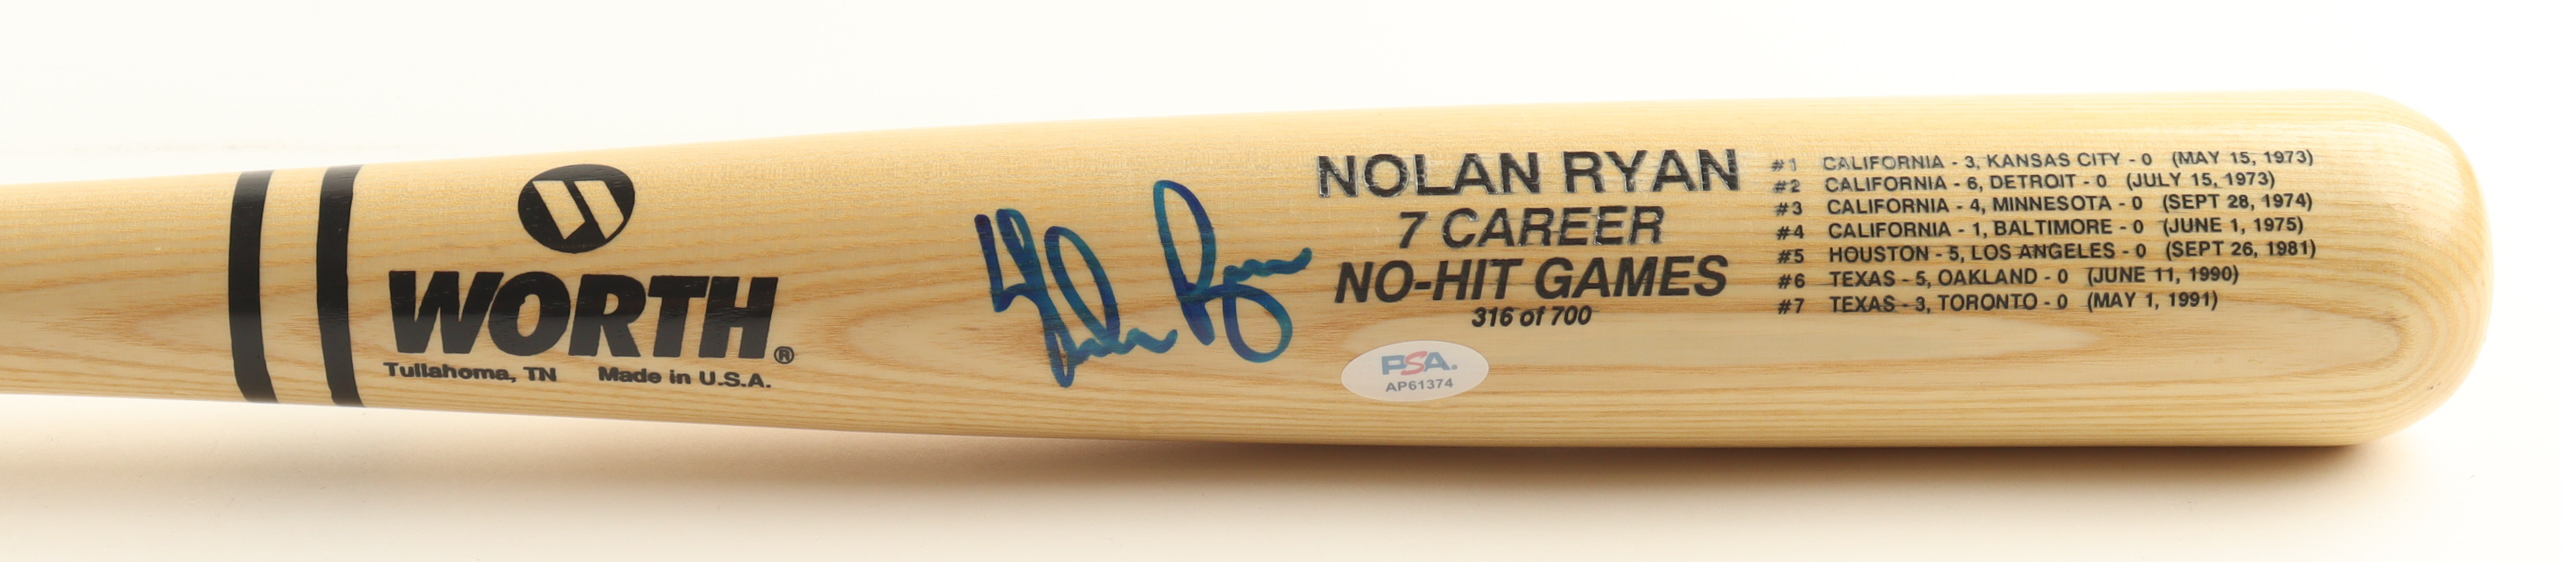 WORTH®
Tullahoma, TN Made in U.S.A.
Nolan Ryan
NOLAN RYAN
7 CAREER
NO-HIT GAMES
316 of 700
PSA.
AP61374
#1 CALIFORNIA - 3, KANSAS CITY - 0 (MAY 15, 1973)
#2 CALIFORNIA - 6, DETROIT - 0 (JULY 15, 1973)
#3 CALIFORNIA - 4, MINNESOTA - 0 (SEPT 28, 1974)
#4 CALIFORNIA - 1, BALTIMORE - 0 (JUNE 1, 1975)
#5 HOUSTON - 5, LOS ANGELES - 0 (SEPT 26, 1981)
#6 TEXAS - 5, OAKLAND - 0 (JUNE 11, 1990)
#7 TEXAS - 3, TORONTO - 0 (MAY 1, 1991)